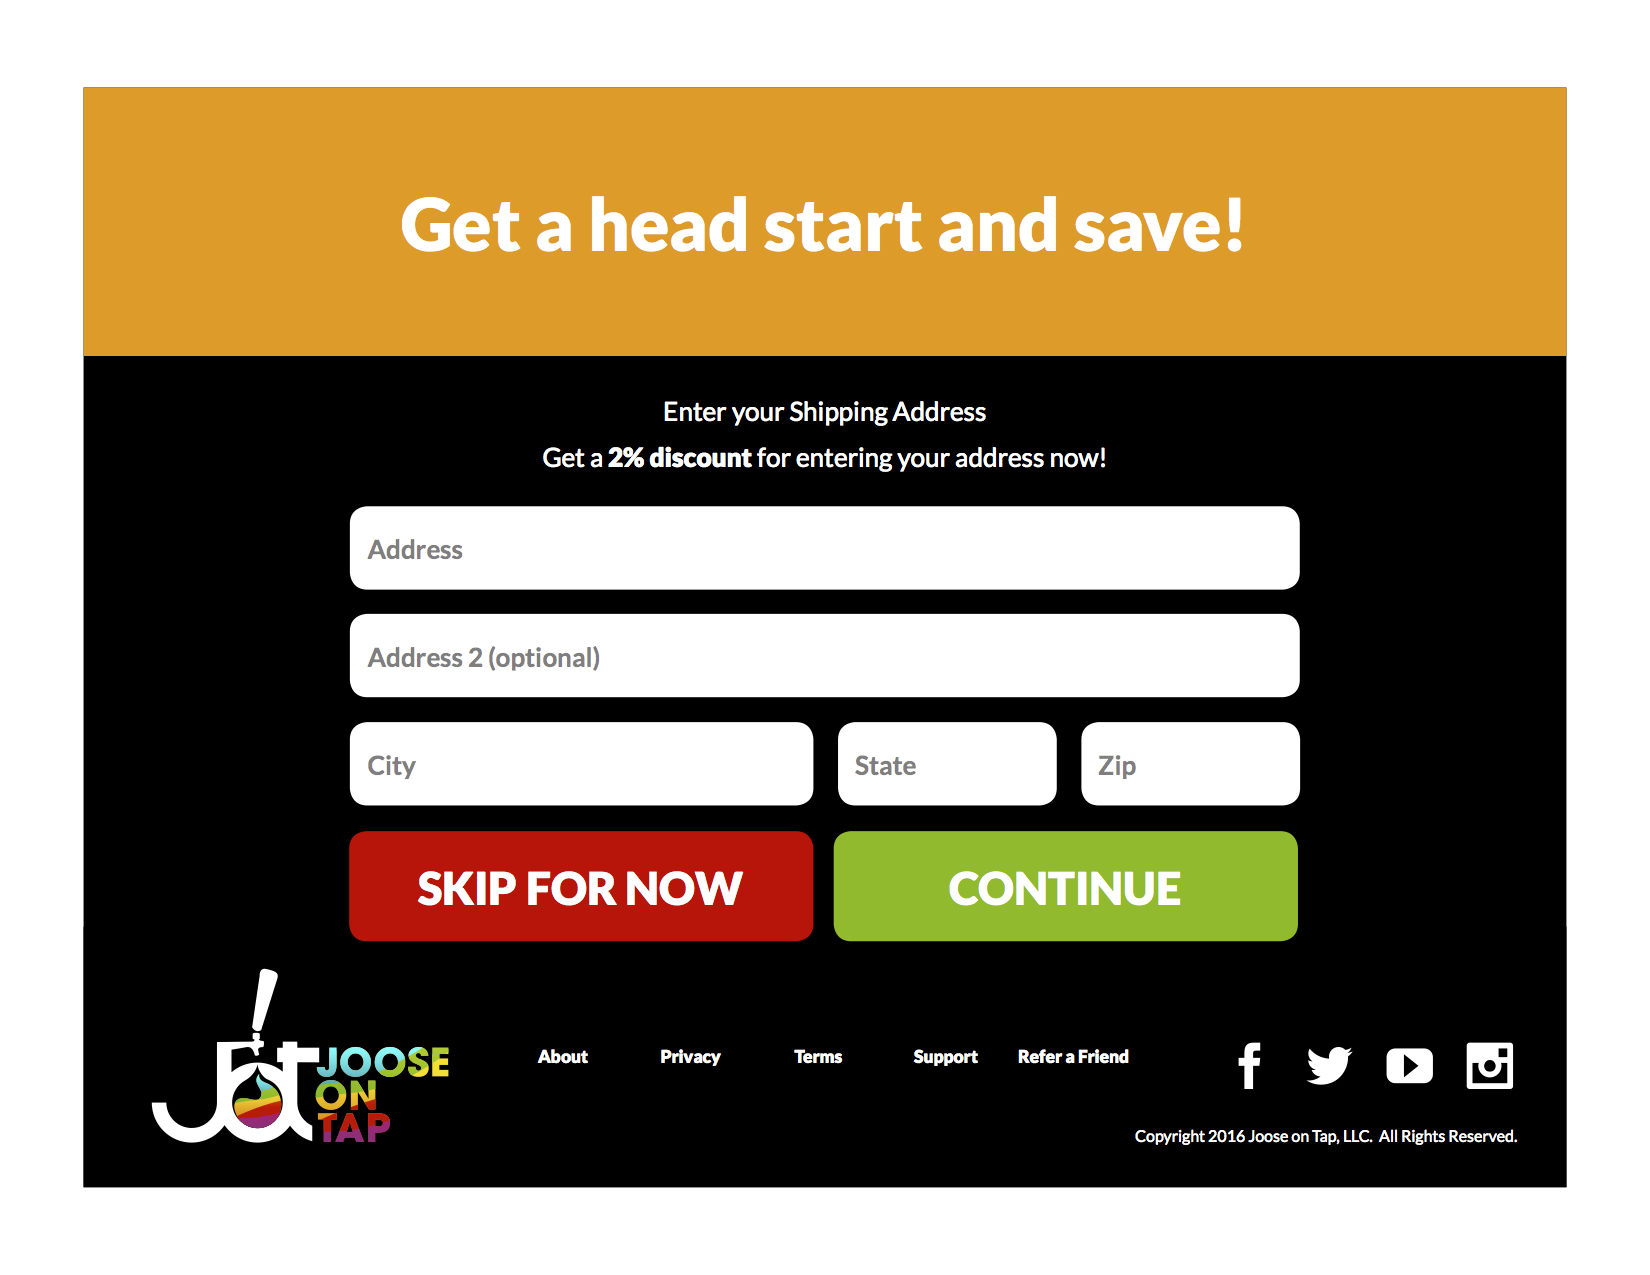 Get a head start and save!
Enter your Shipping Address
Get a 2% discount for entering your address now!
Address
Address 2 (optional)
City State Zip
SKIP FOR NOW CONTINUE
JOT JOOSE
ON
TAP
About Privacy Terms Support Refer a Friend
Copyright 2016 Joose on Tap, LLC. All Rights Reserved.